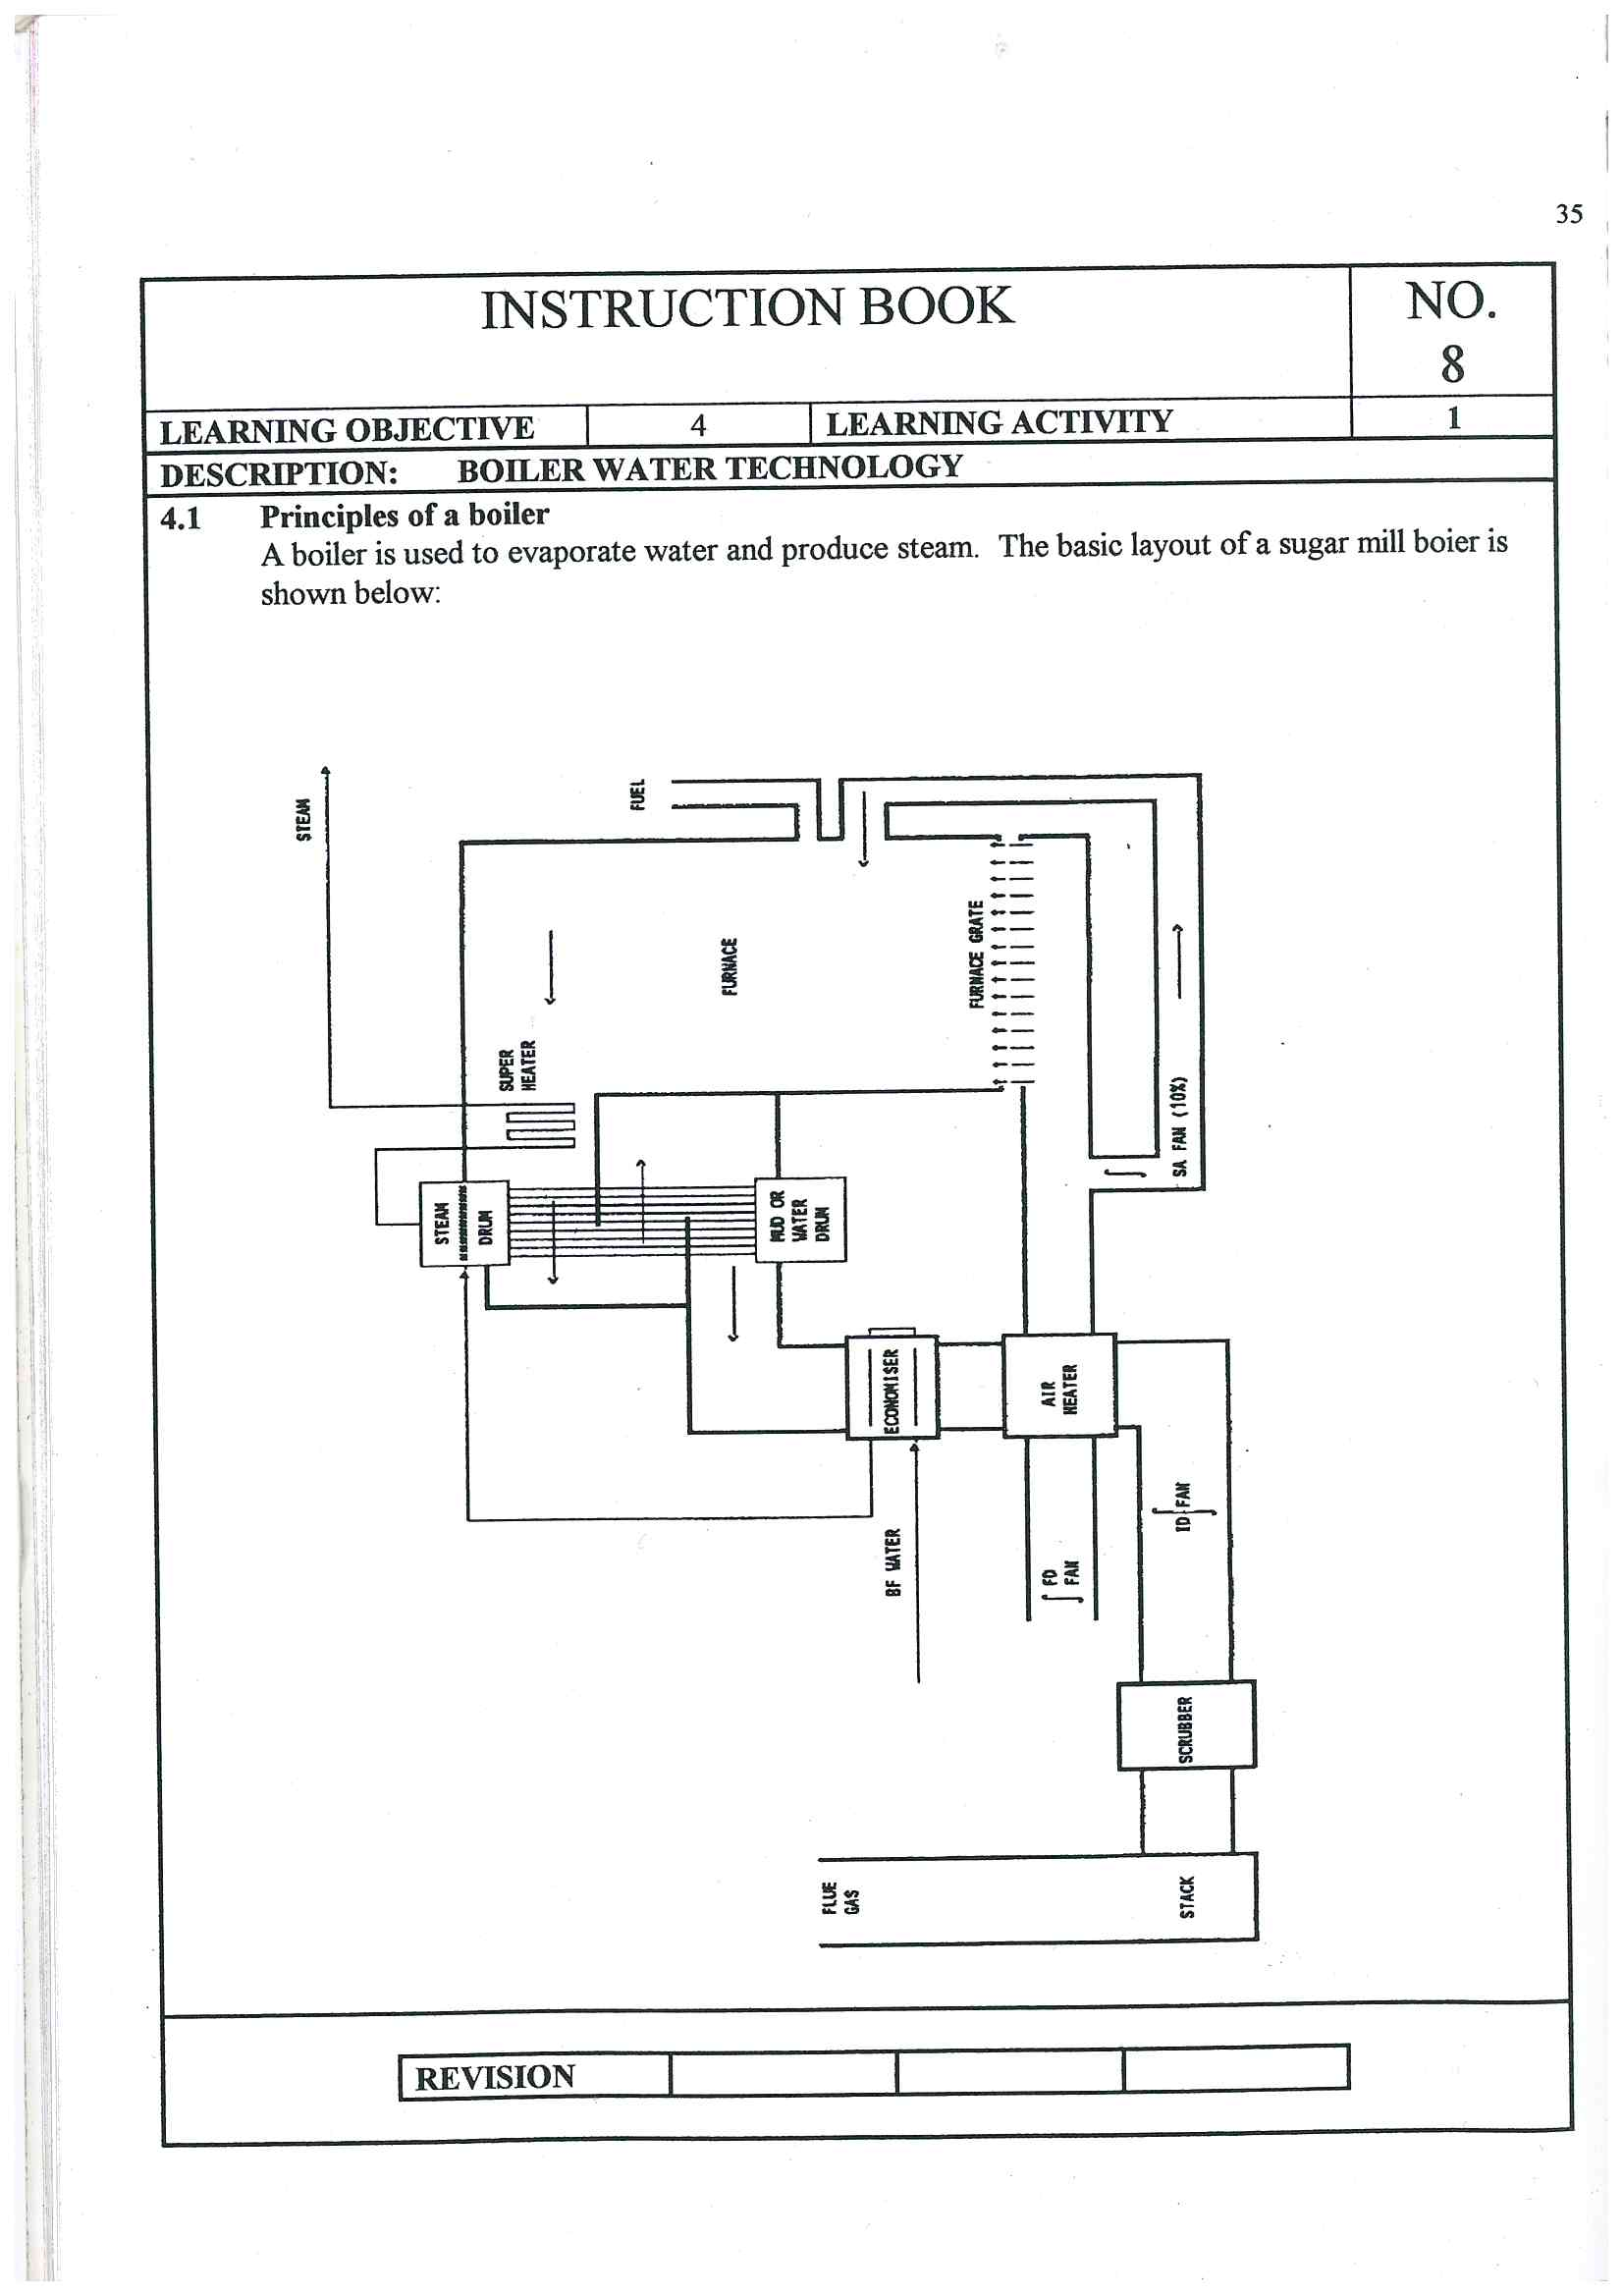 35
INSTRUCTION BOOK
NO.
8
LEARNING OBJECTIVE 4 LEARNING ACTIVITY 1
DESCRIPTION: BOILER WATER TECHNOLOGY
4.1 Principles of a boiler
A boiler is used to evaporate water and produce steam. The basic layout of a sugar mill boier is
shown below:
STEAM
FUEL
SUPER
HEATER
FURNACE
FURNACE GRATE
SA FAN (10%)
STEAM
DRUM
MUD OR
WATER
DRUM
ECONOMISER
AIR
HEATER
BF WATER
FD
FAN
ID FAN
SCRUBBER
FLUE
GAS
STACK
REVISION